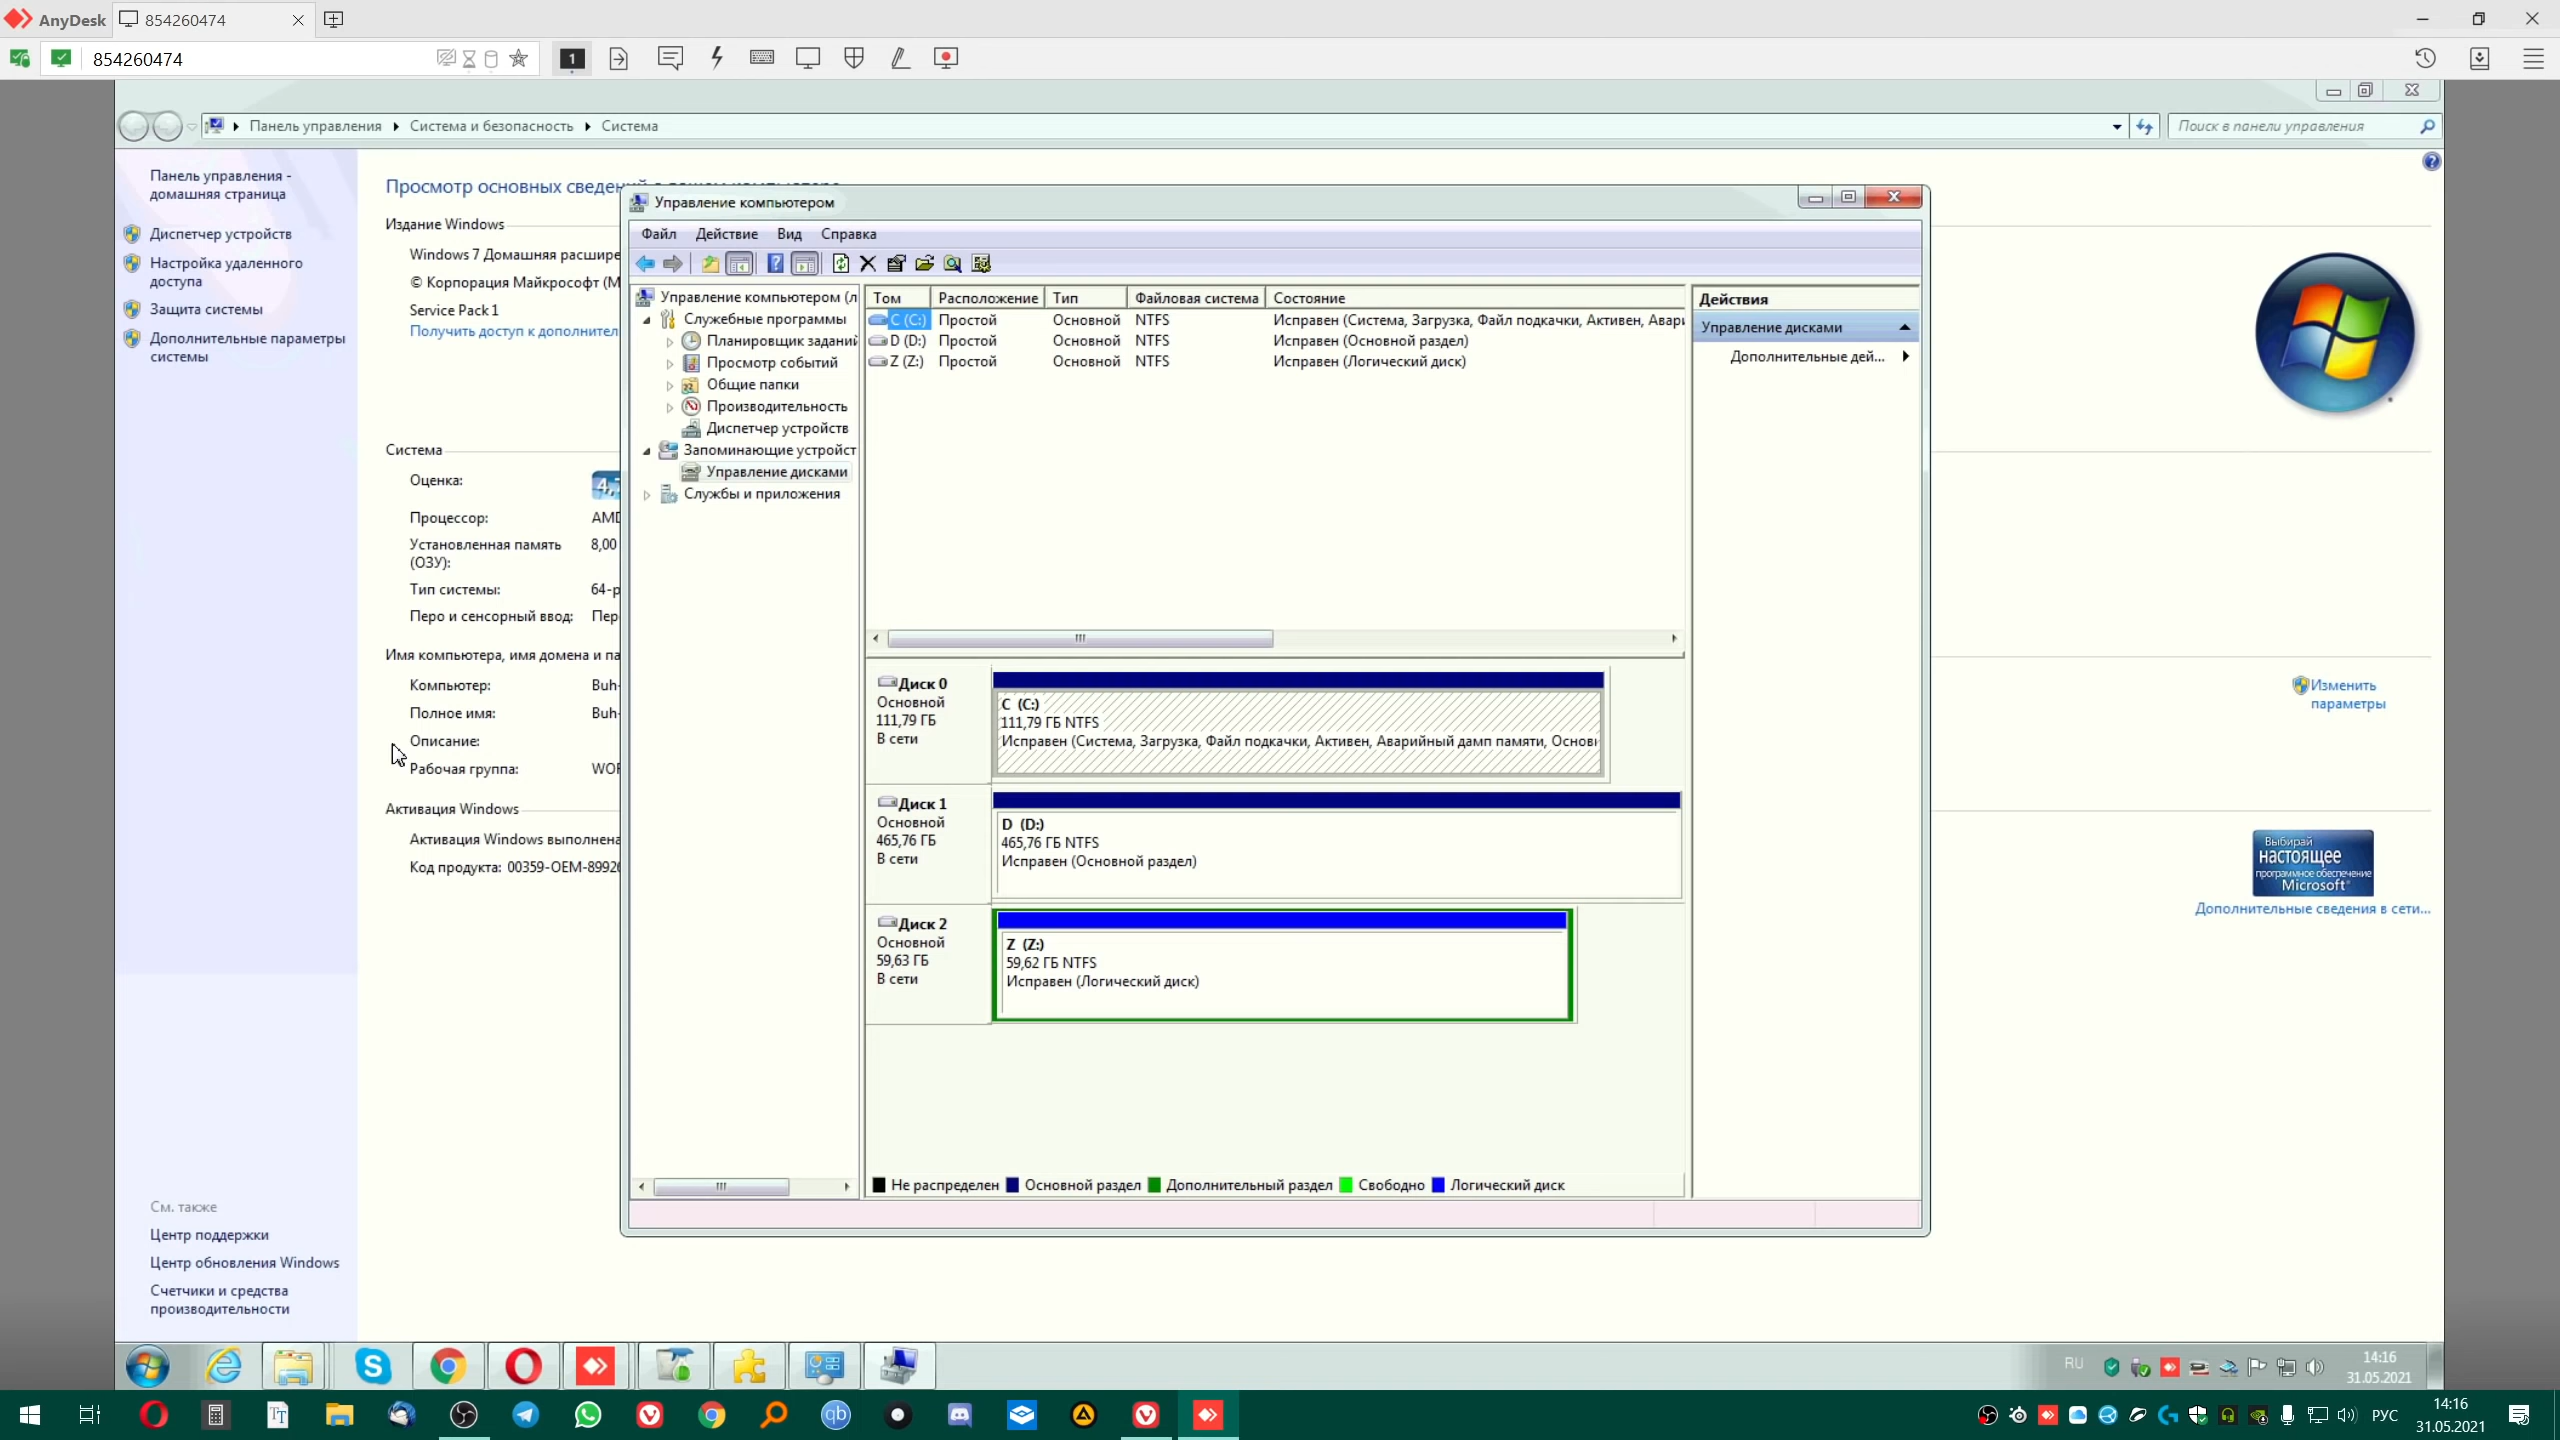 AnyDesk 854260474
854260474
1
Панель управления Система и безопасность Система
Поиск в панели управления
Панель управления -
домашняя страница
Диспетчер устройств
Настройка удаленного
доступа
Защита системы
Дополнительные параметры
системы
См. также
Центр поддержки
Центр обновления Windows
Счетчики и средства
производительности
Просмотр основных
Издание Windows
Windows 7 Домашняя
© Корпорация Майкрософт
Service Pack 1
Получить доступ к
Система
Оценка:
4,
Процессор: AMD
Установленная память
(ОЗУ):
8,00
Тип системы: 64-р
Перо и сенсорный ввод: Пер
Имя компьютера, имя домена и
Компьютер: Buh-
Полное имя: Buh-
Описание:
Рабочая группа:
Активация Windows
Активация Windows выполнена
Код продукта: 00359-OEM-8992
Управление компьютером
Файл Действие Вид Справка
Управление компьютером (л
Служебные программы
Планировщик заданий
Просмотр событий
Общие папки
Производительность
Диспетчер устройств
Запоминающие устройст
Управление дисками
Службы и приложения
Том Расположение Тип Файловая система Состояние
C (C:) Простой Основной NTFS Исправен (Система, Загрузка, Файл подкачки, Активен, Авари
D (D:) Простой Основной NTFS Исправен (Основной раздел)
Z (Z:) Простой Основной NTFS Исправен (Логический диск)
Действия
Управление дисками
Дополнительные дей...
Диск 0
Основной
111,79 ГБ
В сети
C (C:)
111,79 ГБ NTFS
Исправен (Система, Загрузка, Файл подкачки, Активен, Аварийный дамп памяти, Основн
Диск 1
Основной
465,76 ГБ
В сети
D (D:)
465,76 ГБ NTFS
Исправен (Основной раздел)
Диск 2
Основной
59,63 ГБ
В сети
Z (Z:)
59,62 ГБ NTFS
Исправен (Логический диск)
Не распределен Основной раздел Дополнительный раздел Свободно Логический диск
Изменить
параметры
Выбирай
настоящее
программное обеспечение
Microsoft®
Дополнительные сведения в сети...
RU
14:16
31.05.2021
РУС
14:16
31.05.2021